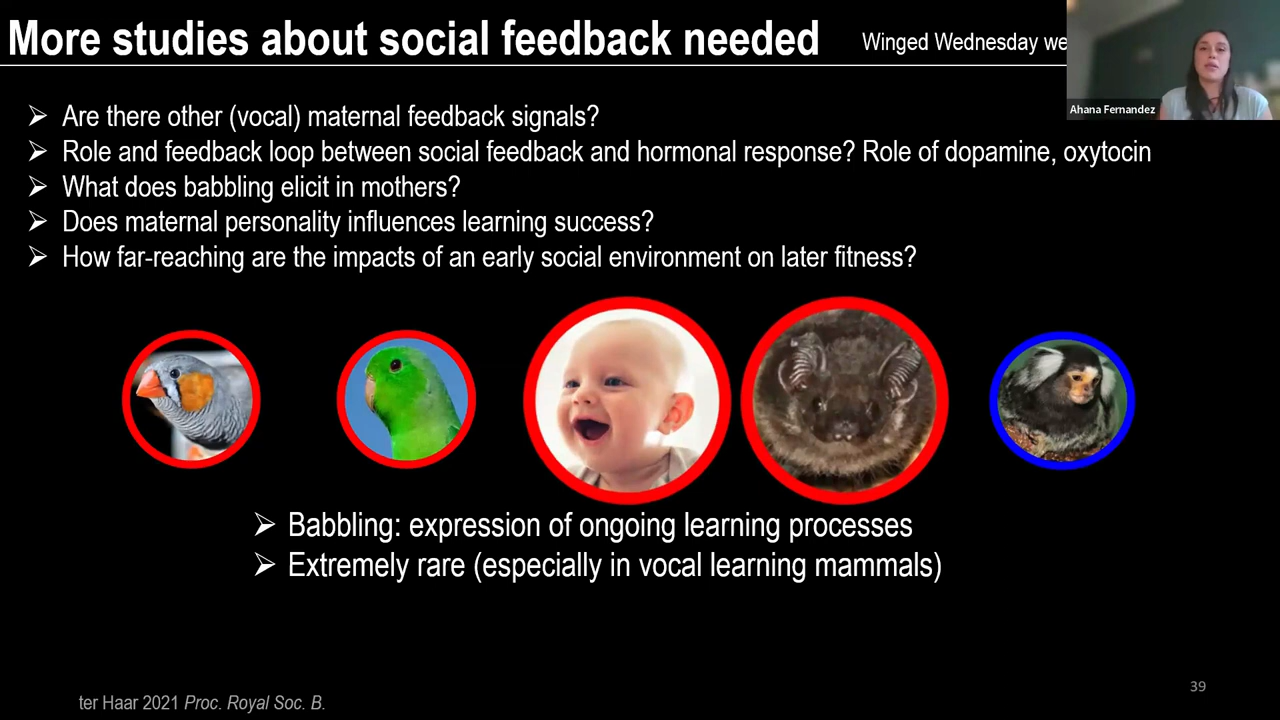 More studies about social feedback needed
Winged Wednesday we
Ahana Fernandez
➢ Are there other (vocal) maternal feedback signals?
➢ Role and feedback loop between social feedback and hormonal response? Role of dopamine, oxytocin
➢ What does babbling elicit in mothers?
➢ Does maternal personality influences learning success?
➢ How far-reaching are the impacts of an early social environment on later fitness?
➢ Babbling: expression of ongoing learning processes
➢ Extremely rare (especially in vocal learning mammals)
ter Haar 2021 Proc. Royal Soc. B.
39